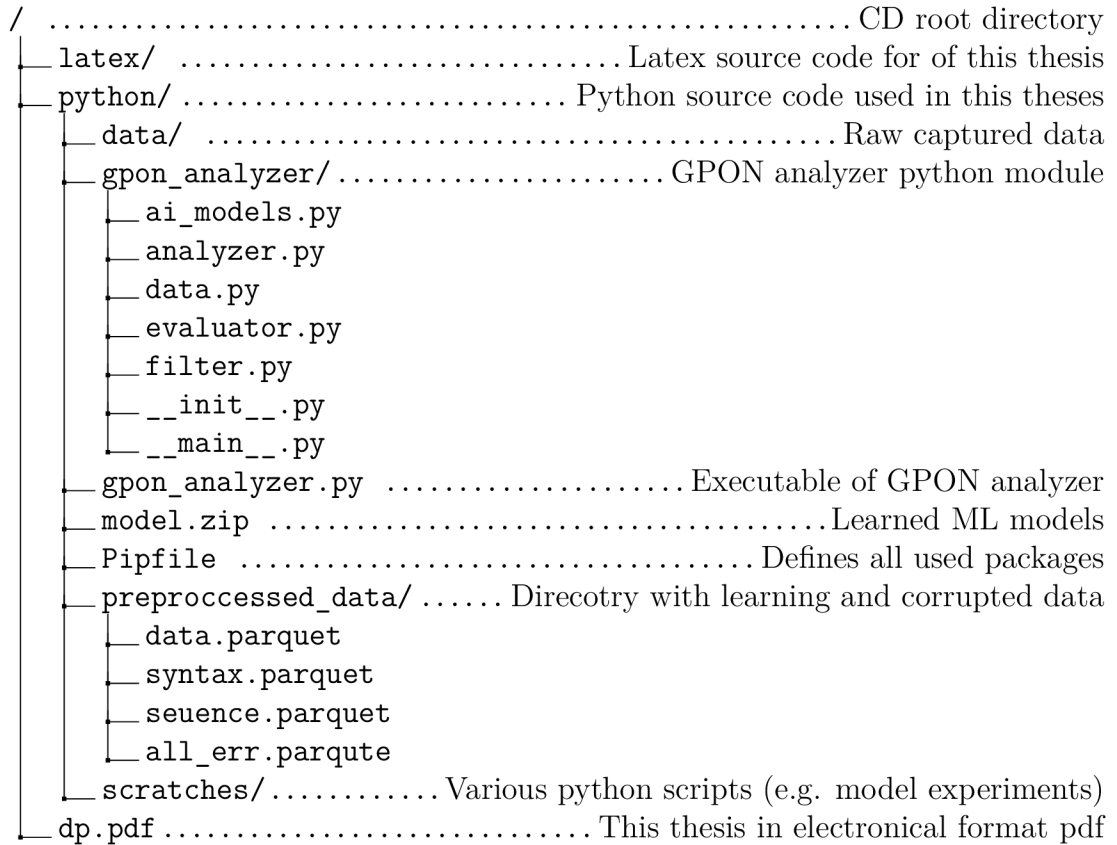 / ........................................................ CD root directory
latex/ ............................... Latex source code for of this thesis
python/ ........................... Python source code used in this theses
data/ ............................................ Raw captured data
gpon_analyzer/ ....................... GPON analyzer python module
ai_models.py
analyzer.py
data.py
evaluator.py
filter.py
__init__.py
__main__.py
gpon_analyzer.py ..................... Executable of GPON analyzer
model.zip ....................................... Learned ML models
Pipfile .................................... Defines all used packages
preproccessed_data/ ...... Direcotry with learning and corrupted data
data.parquet
syntax.parquet
seuence.parquet
all_err.parqute
scratches/ ............ Various python scripts (e.g. model experiments)
dp.pdf .............................. This thesis in electronical format pdf